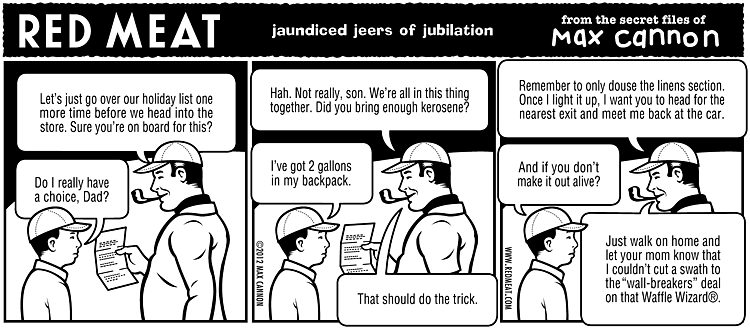 RED MEAT
jaundiced jeers of jubilation
from the secret files of
Max cannon
Let's just go over our holiday list one
more time before we head into the
store. Sure you're on board for this?
Do I really have
a choice, Dad?
Hah. Not really, son. We're all in this thing
together. Did you bring enough kerosene?
I've got 2 gallons
in my backpack.
That should do the trick.
©2012 MAX CANNON
Remember to only douse the linens section.
Once I light it up, I want you to head for the
nearest exit and meet me back at the car.
And if you don't
make it out alive?
Just walk on home and
let your mom know that
I couldn't cut a swath to
the "wall-breakers" deal
on that Waffle Wizard®.
WWW.REDMEAT.COM